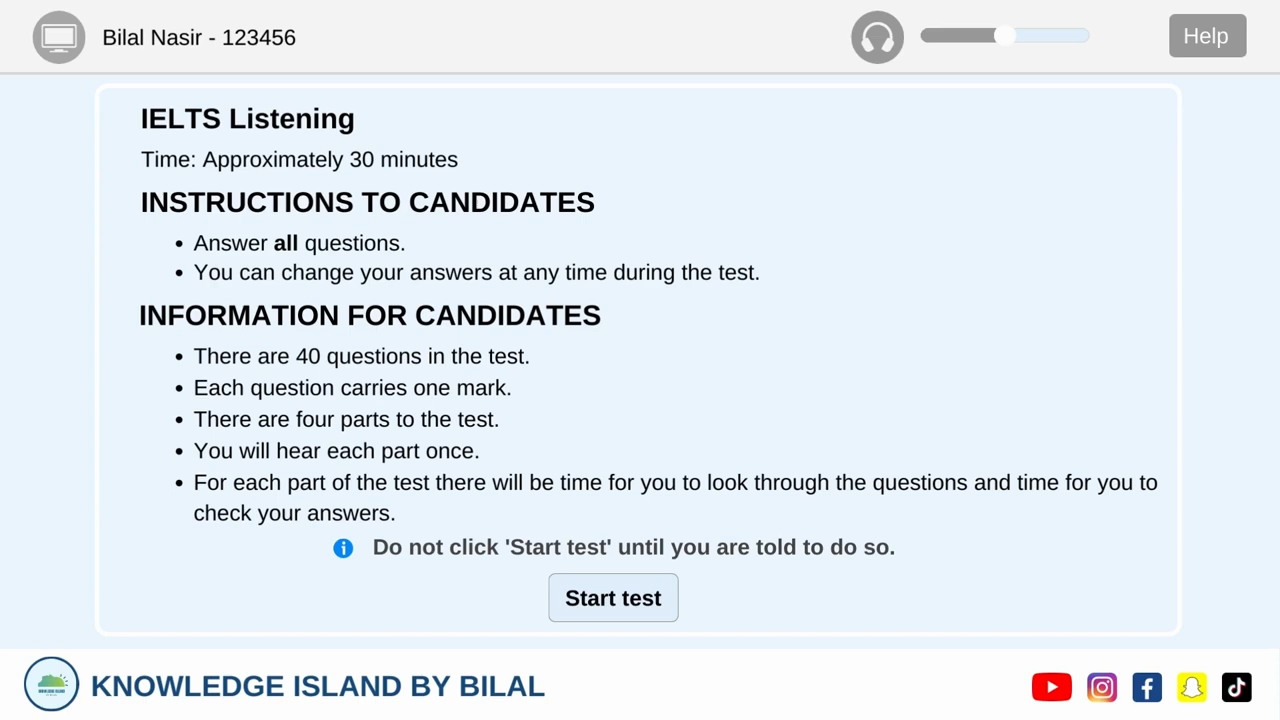 Bilal Nasir - 123456
Help
IELTS Listening
Time: Approximately 30 minutes
INSTRUCTIONS TO CANDIDATES
• Answer all questions.
• You can change your answers at any time during the test.
INFORMATION FOR CANDIDATES
• There are 40 questions in the test.
• Each question carries one mark.
• There are four parts to the test.
• You will hear each part once.
• For each part of the test there will be time for you to look through the questions and time for you to
check your answers.
Do not click 'Start test' until you are told to do so.
Start test
KNOWLEDGE ISLAND BY BILAL